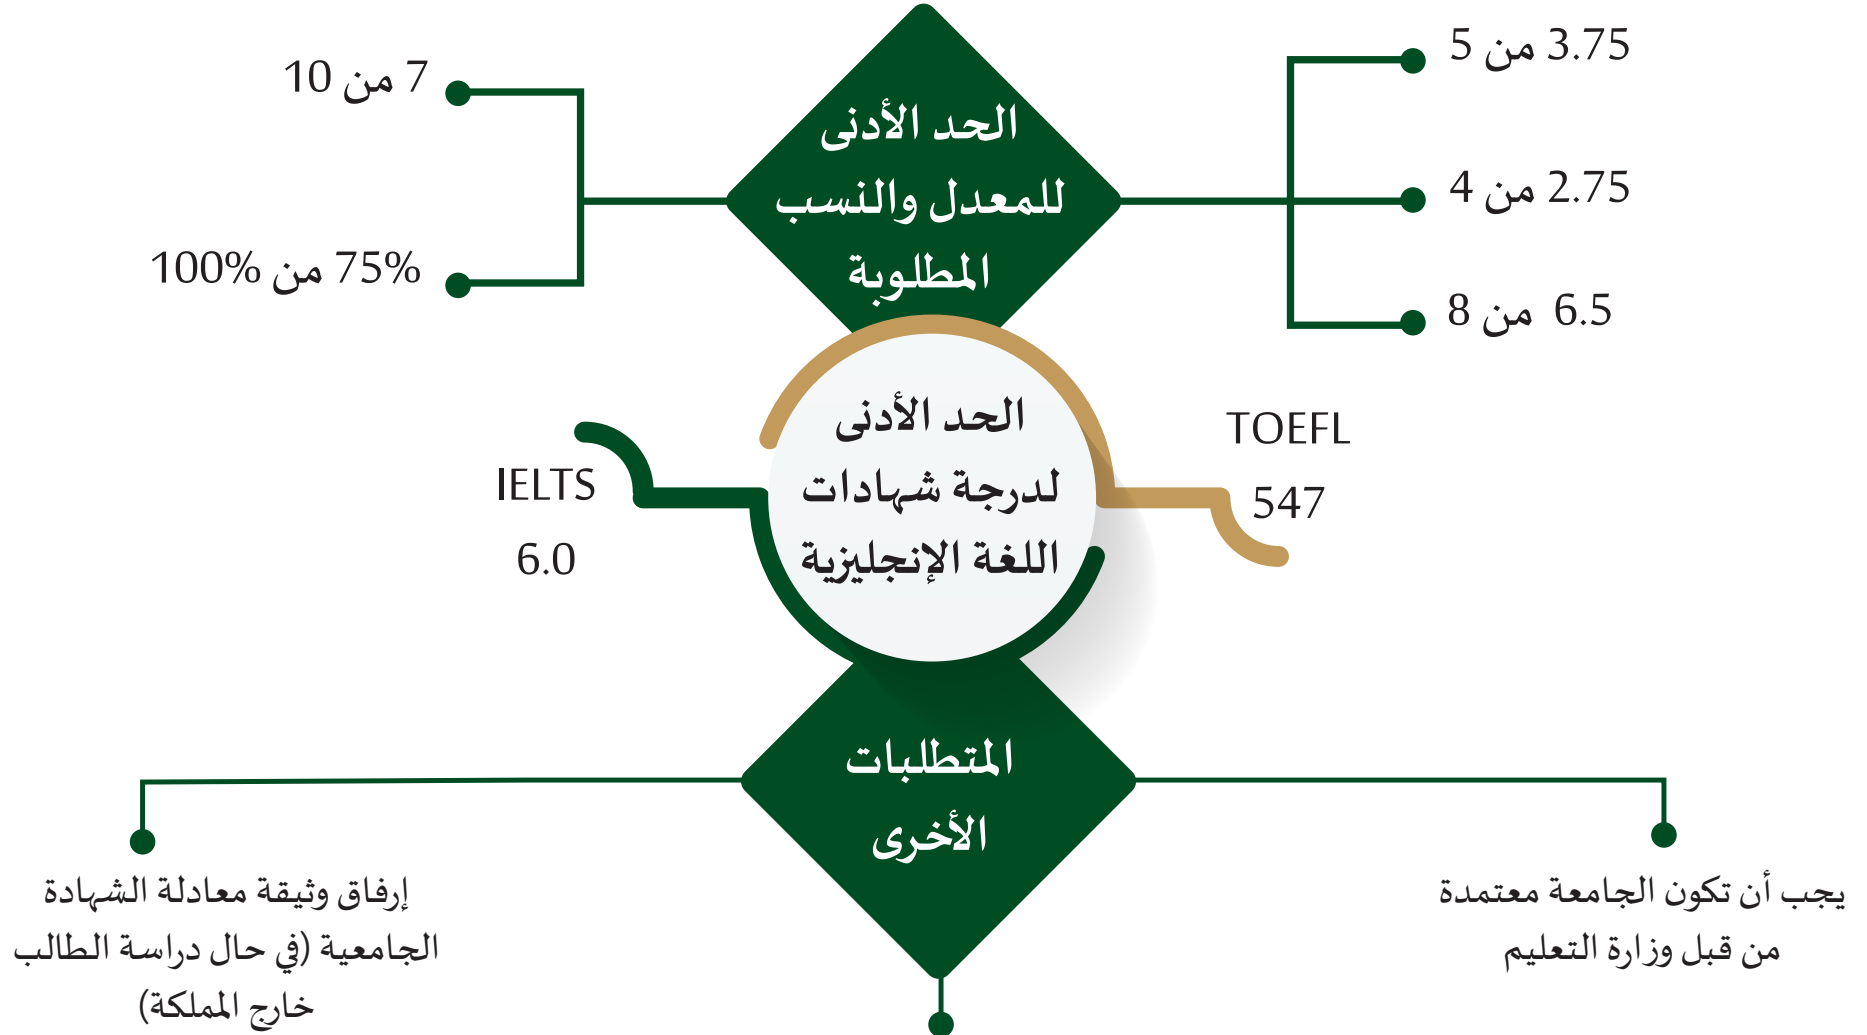 الحد الأدنى
للمعدل والنسب
المطلوبة
3.75 من 5
2.75 من 4
6.5 من 8
7 من 10
75% من 100%
الحد الأدنى
لدرجة شهادات
اللغة الإنجليزية
TOEFL
547
IELTS
6.0
المتطلبات
الأخرى
يجب أن تكون الجامعة معتمدة
من قبل وزارة التعليم
إرفاق وثيقة معادلة الشهادة
الجامعية (في حال دراسة الطالب
خارج المملكة)